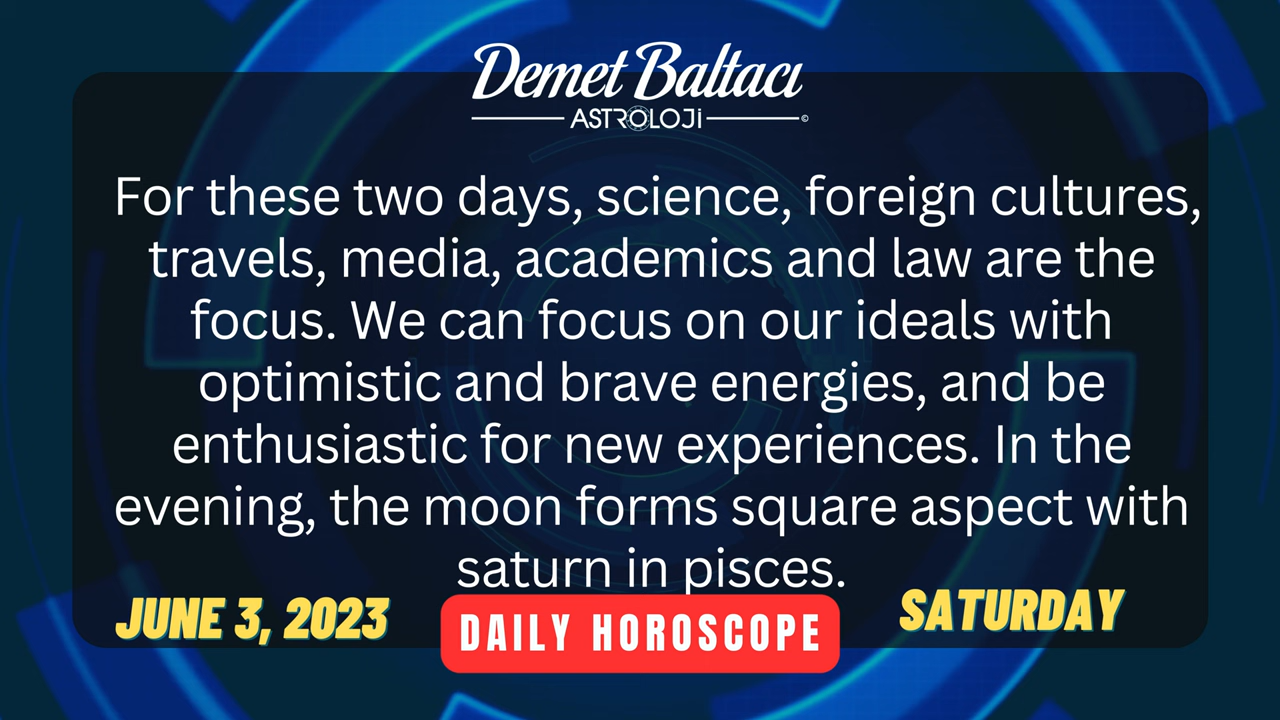 Demet Baltacı
ASTROLOJİ
©
For these two days, science, foreign cultures,
travels, media, academics and law are the
focus. We can focus on our ideals with
optimistic and brave energies, and be
enthusiastic for new experiences. In the
evening, the moon forms square aspect with
saturn in pisces.
JUNE 3, 2023
DAILY HOROSCOPE
SATURDAY